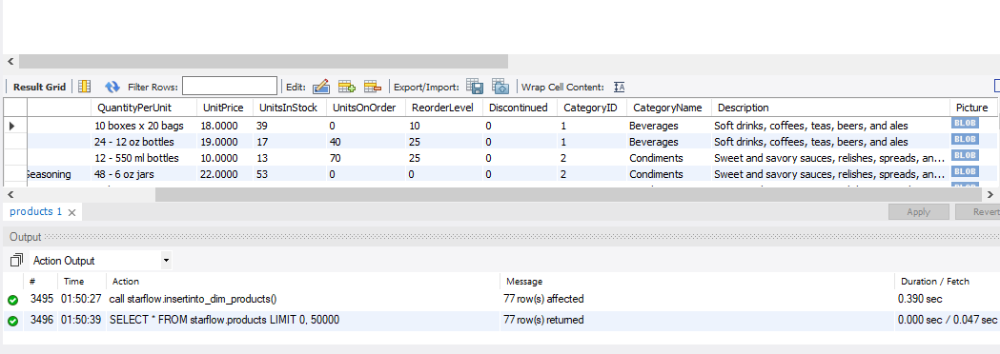 Result Grid Filter Rows: Edit: Export/Import: Wrap Cell Content:
QuantityPerUnit UnitPrice UnitsInStock UnitsOnOrder ReorderLevel Discontinued CategoryID CategoryName Description Picture
10 boxes x 20 bags 18.0000 39 0 10 0 1 Beverages Soft drinks, coffees, teas, beers, and ales BLOB
24 - 12 oz bottles 19.0000 17 40 25 0 1 Beverages Soft drinks, coffees, teas, beers, and ales BLOB
12 - 550 ml bottles 10.0000 13 70 25 0 2 Condiments Sweet and savory sauces, relishes, spreads, an... BLOB
Seasoning 48 - 6 oz jars 22.0000 53 0 0 0 2 Condiments Sweet and savory sauces, relishes, spreads, an... BLOB
products 1 Apply Revert
Output
Action Output
# Time Action Message Duration / Fetch
3495 01:50:27 call starflow.insertinto_dim_products() 77 row(s) affected 0.390 sec
3496 01:50:39 SELECT * FROM starflow.products LIMIT 0, 50000 77 row(s) returned 0.000 sec / 0.047 sec